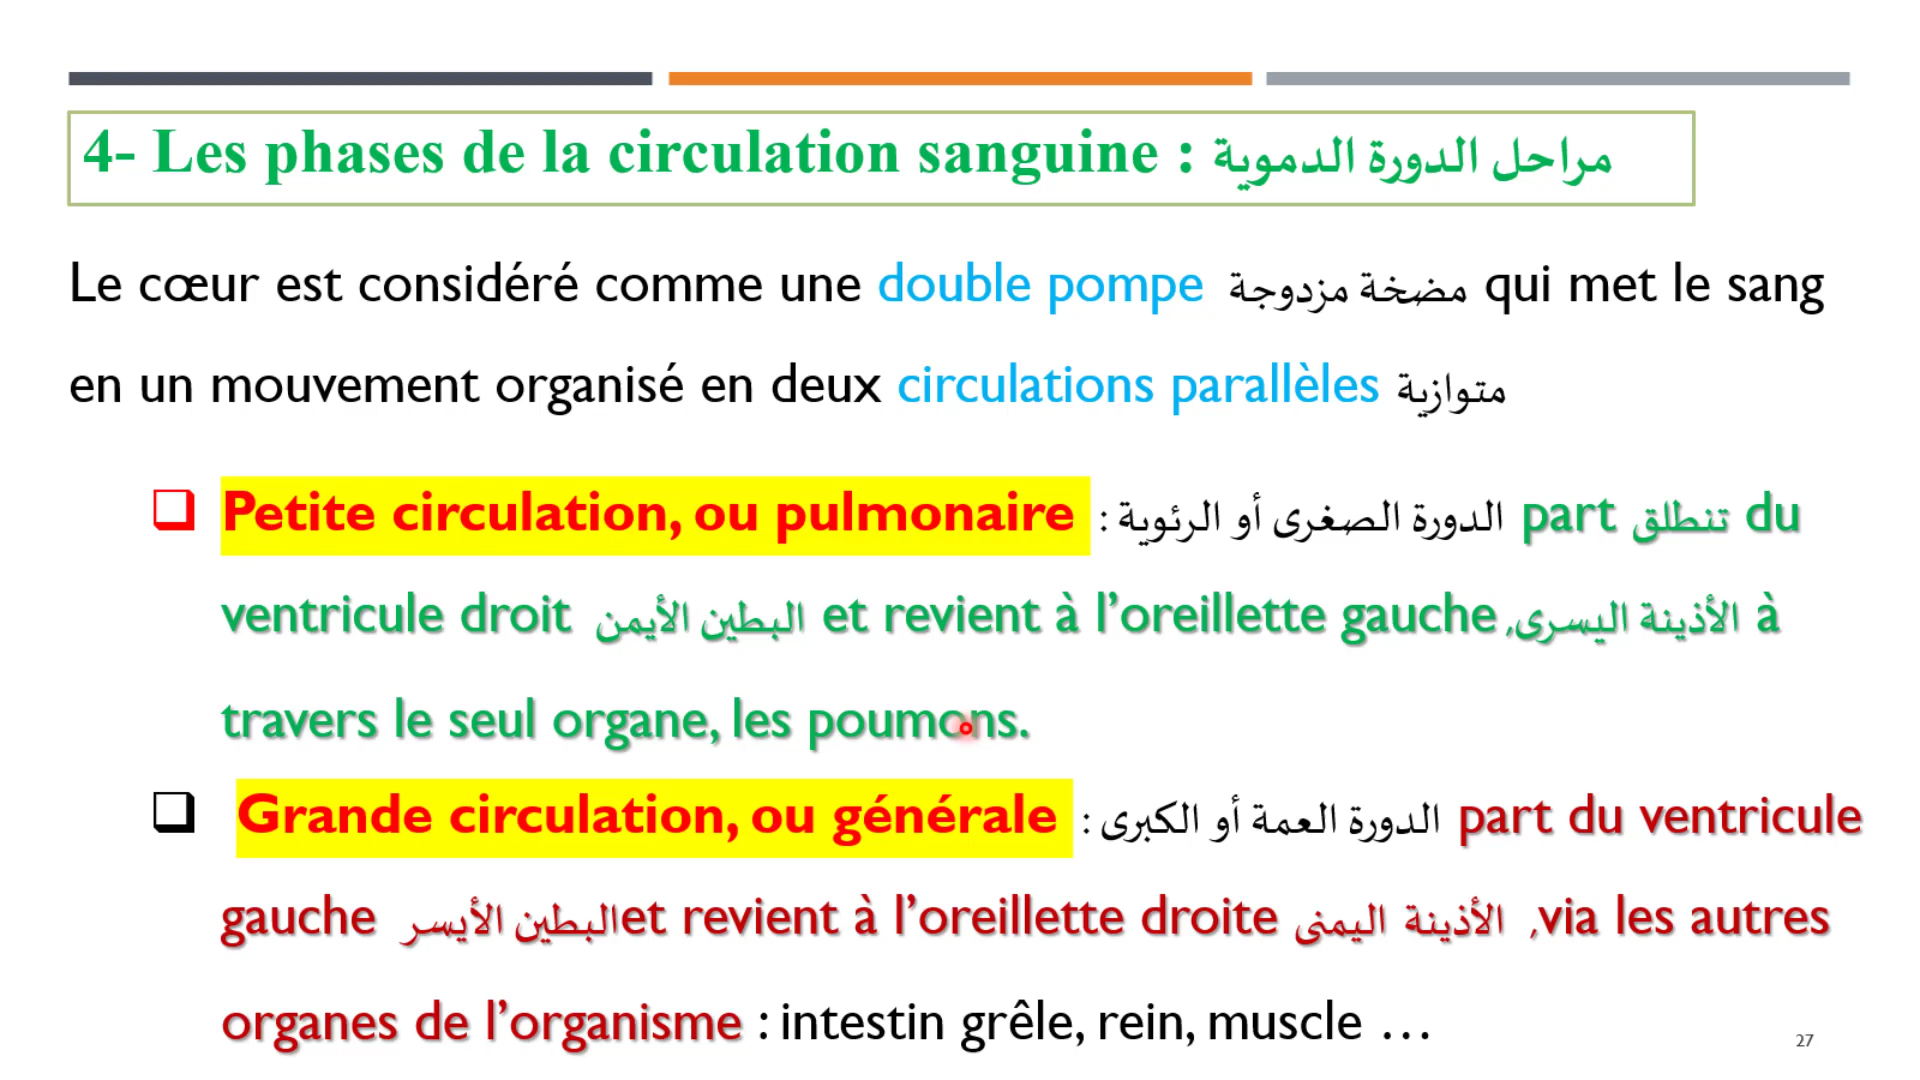 4- Les phases de la circulation sanguine : مراحل الدورة الدموية
Le cœur est considéré comme une double pompe مضخة مزدوجة qui met le sang
en un mouvement organisé en deux circulations parallèles متوازية
❑ Petite circulation, ou pulmonaire : الدورة الصغرى أو الرئوية part تنطلق du
ventricule droit البطين الأيمن et revient à l’oreillette gauche الأذينة اليسرى, à
travers le seul organe, les poumons.
❑ Grande circulation, ou générale : الدورة العمة أو الكبرى part du ventricule
gauche البطين الأيسر et revient à l’oreillette droite الأذينة اليمنى , via les autres
organes de l’organisme : intestin grêle, rein, muscle …
27